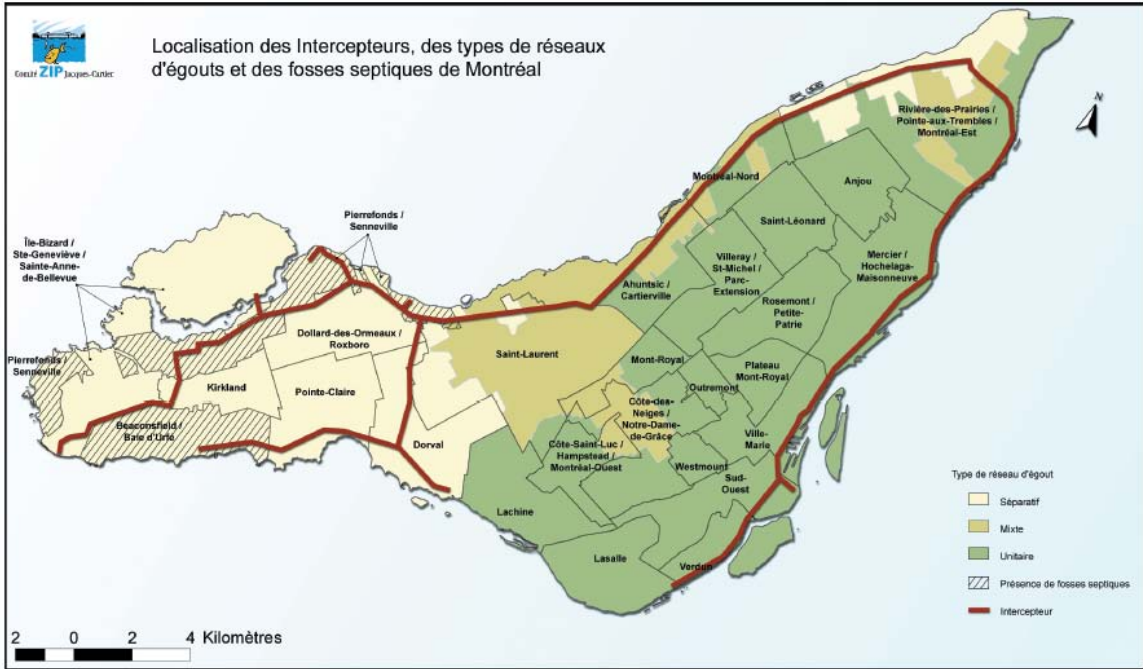 Comité ZIP Jacques-Cartier
Localisation des Intercepteurs, des types de réseaux
d'égouts et des fosses septiques de Montréal
N
Rivière-des-Prairies /
Pointe-aux-Trembles /
Montréal-Est
Montréal-Nord
Anjou
Saint-Léonard
Pierrefonds /
Senneville
Île-Bizard /
Ste-Geneviève /
Sainte-Anne-
de-Bellevue
Villeray /
St-Michel /
Parc-
Extension
Mercier /
Hochelaga-
Maisonneuve
Ahuntsic /
Cartierville
Rosemont /
Petite-
Patrie
Dollard-des-Ormeaux /
Roxboro
Saint-Laurent
Mont-Royal
Plateau
Mont-Royal
Pierrefonds /
Senneville
Kirkland
Pointe-Claire
Outremont
Côte-des-
Neiges /
Notre-Dame-
de-Grâce
Beaconsfield /
Baie d'Urfé
Dorval
Ville-
Marie
Côte-Saint-Luc /
Hampstead /
Montréal-Ouest
Westmount
Sud-
Ouest
Lachine
Lasalle
Verdun
Type de réseau d'égout
Séparatif
Mixte
Unitaire
Présence de fosses septiques
Intercepteur
2 0 2 4 Kilomètres